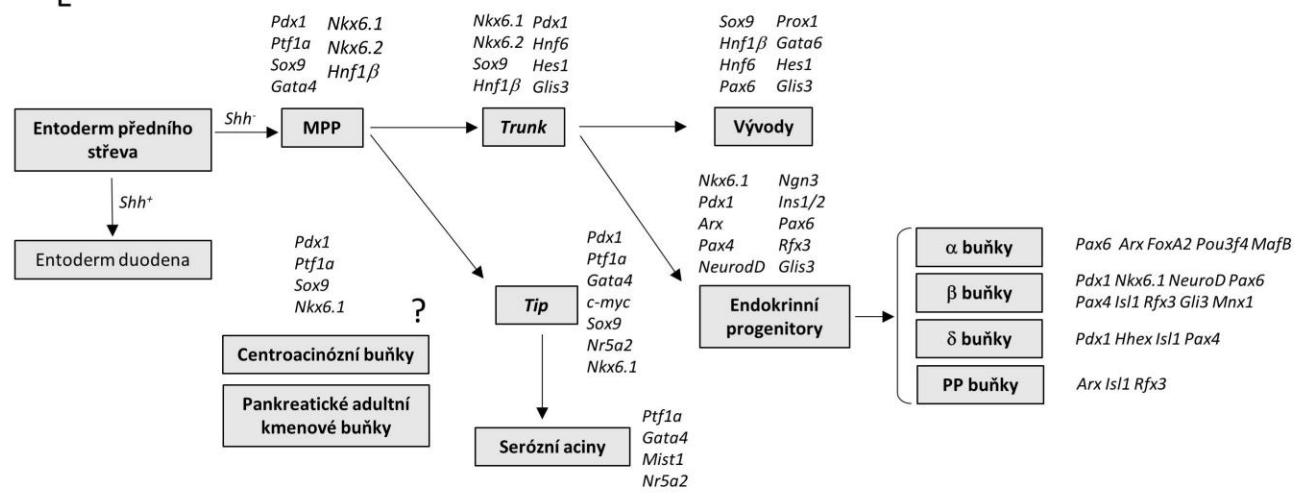 E
Pdx1 Nkx6.1
Ptf1a Nkx6.2
Sox9 Hnf1β
Gata4
Nkx6.1 Pdx1
Nkx6.2 Hnf6
Sox9 Hes1
Hnf1β Glis3
Sox9 Prox1
Hnf1β Gata6
Hnf6 Hes1
Pax6 Glis3
Entoderm předního
střeva
Shh-
MPP
Trunk
Vývody
Shh+
Entoderm duodena
Nkx6.1 Ngn3
Pdx1 Ins1/2
Arx Pax6
Pax4 Rfx3
NeurodD Glis3
Pdx1
Ptf1a
Sox9
Nkx6.1
?
Centroacinózní buňky
Pankreatické adultní
kmenové buňky
Tip
Pdx1
Ptf1a
Gata4
c-myc
Sox9
Nr5a2
Nkx6.1
Endokrinní
progenitory
α buňky
Pax6 Arx FoxA2 Pou3f4 MafB
β buňky
Pdx1 Nkx6.1 NeuroD Pax6
Pax4 Isl1 Rfx3 Gli3 Mnx1
δ buňky
Pdx1 Hhex Isl1 Pax4
PP buňky
Arx Isl1 Rfx3
Serózní aciny
Ptf1a
Gata4
Mist1
Nr5a2